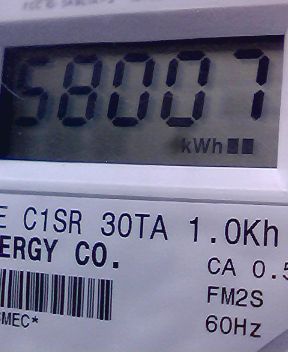 58007
kWh
E C1SR 30TA 1.0Kh
ERGY CO.
CA 0.5
FM2S
MEC*
60Hz